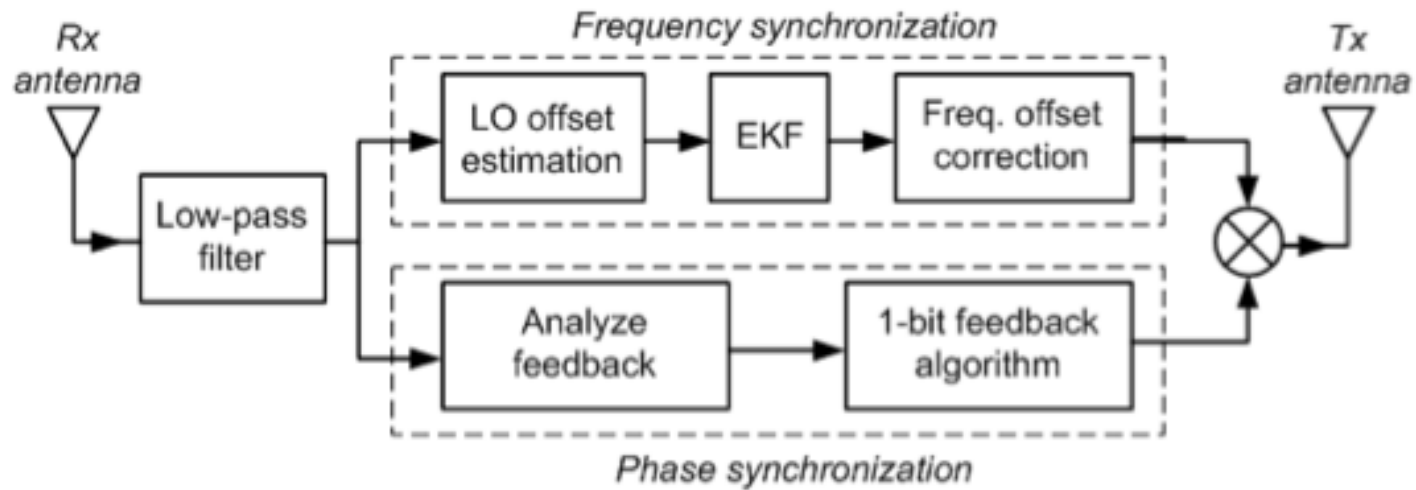 Frequency synchronization
Rx
antenna
Tx
antenna
LO offset
estimation
EKF
Freq. offset
correction
Low-pass
filter
Analyze
feedback
1-bit feedback
algorithm
Phase synchronization